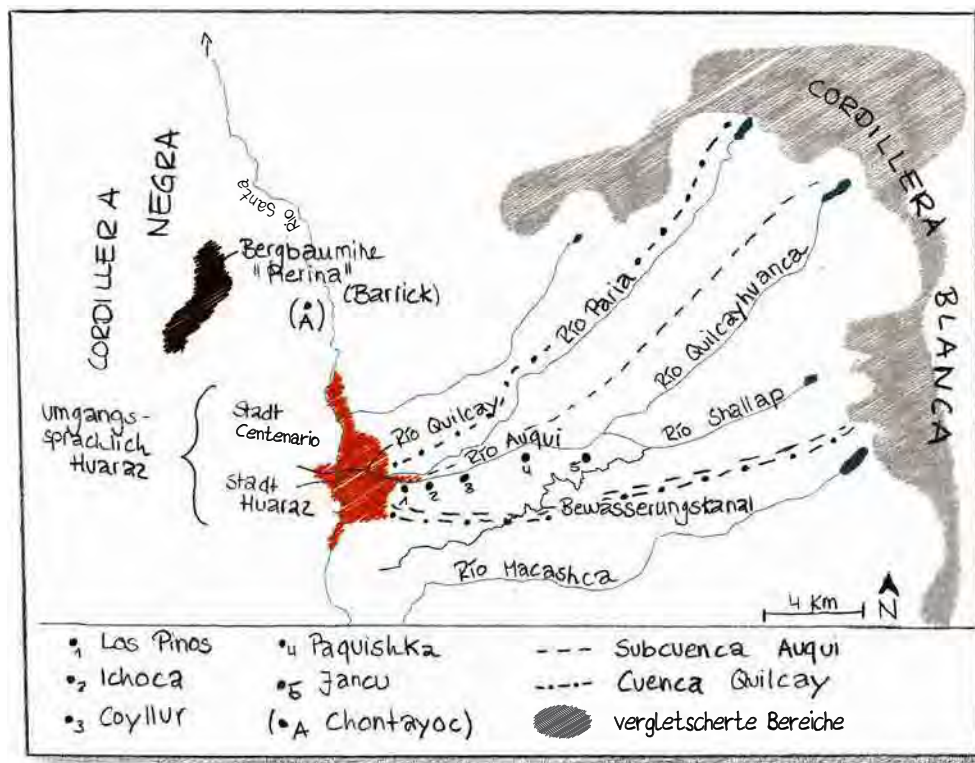 CORDILLERA
NEGRA
Río Santa
Bergbaumine
"Pierina"
(Barrick)
(A)
CORDILLERA
BLANCA
Umgangs-
sprachlich
Huaraz
Stadt
Centenario
Stadt
Huaraz
Río Quilcay
Río Paria
Río Auqui
Río Quilcayhuanca
Río Shallap
1
2
3
4
5
Bewässerungskanal
Río Macashca
4 Km
N
1 Los Pinos
2 Ichoca
3 Coyllur
4 Paquishka
5 Jancu
(A Chontayoc)
Subcuenca Auqui
Cuenca Quilcay
vergletscherte Bereiche